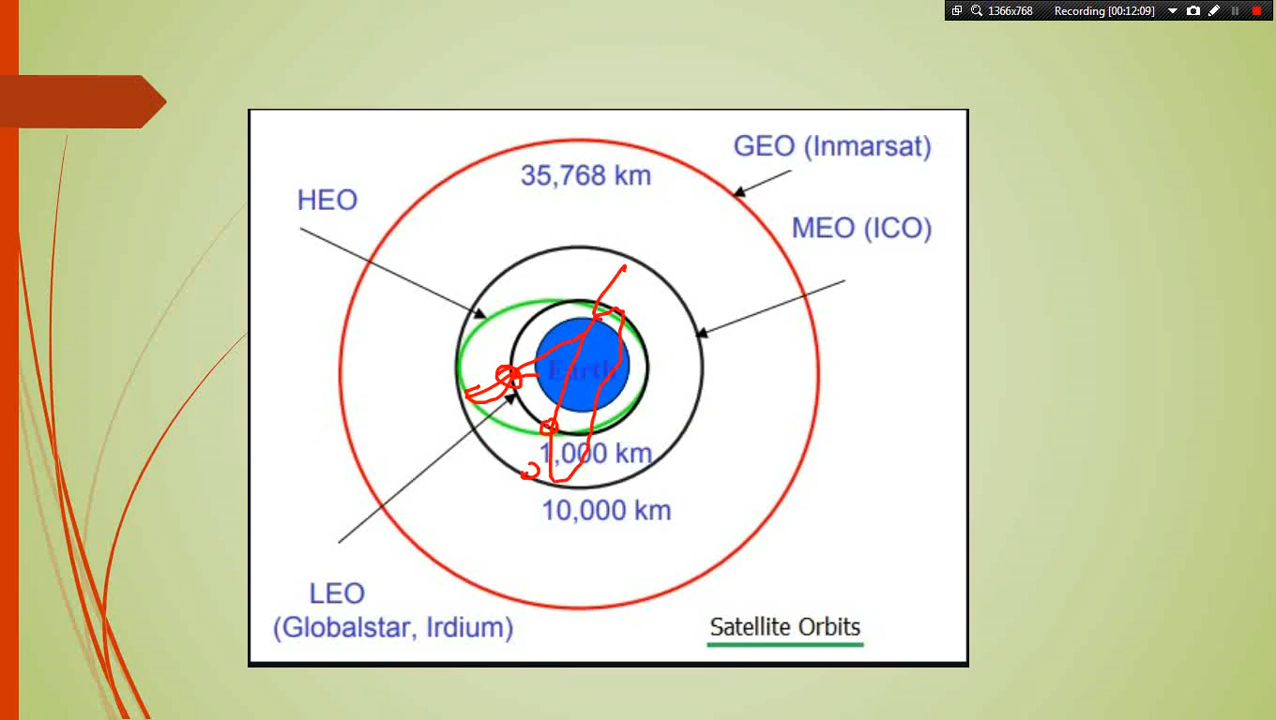 1366x768
Recording [00:12:09]
GEO (Inmarsat)
35,768 km
HEO
MEO (ICO)
Earth
1,000 km
10,000 km
LEO
(Globalstar, Irdium)
Satellite Orbits